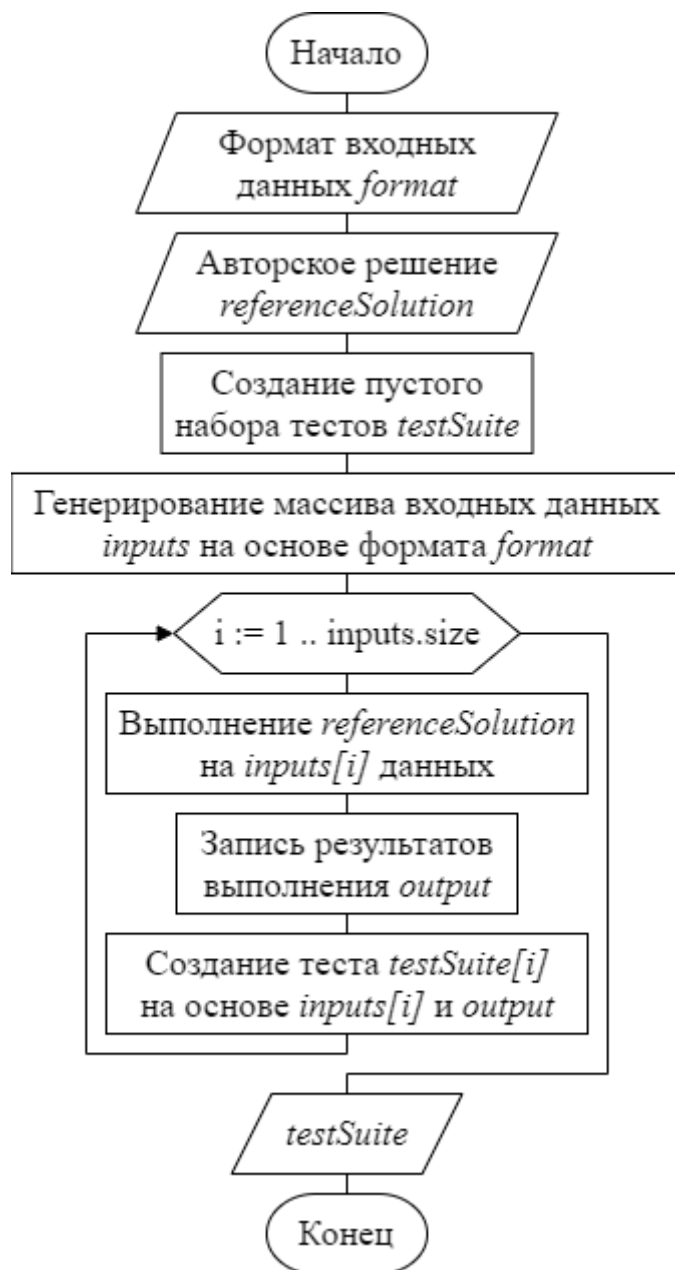 Начало
Формат входных
данных format
Авторское решение
referenceSolution
Создание пустого
набора тестов testSuite
Генерирование массива входных данных
inputs на основе формата format
i := 1 .. inputs.size
Выполнение referenceSolution
на inputs[i] данных
Запись результатов
выполнения output
Создание теста testSuite[i]
на основе inputs[i] и output
testSuite
Конец